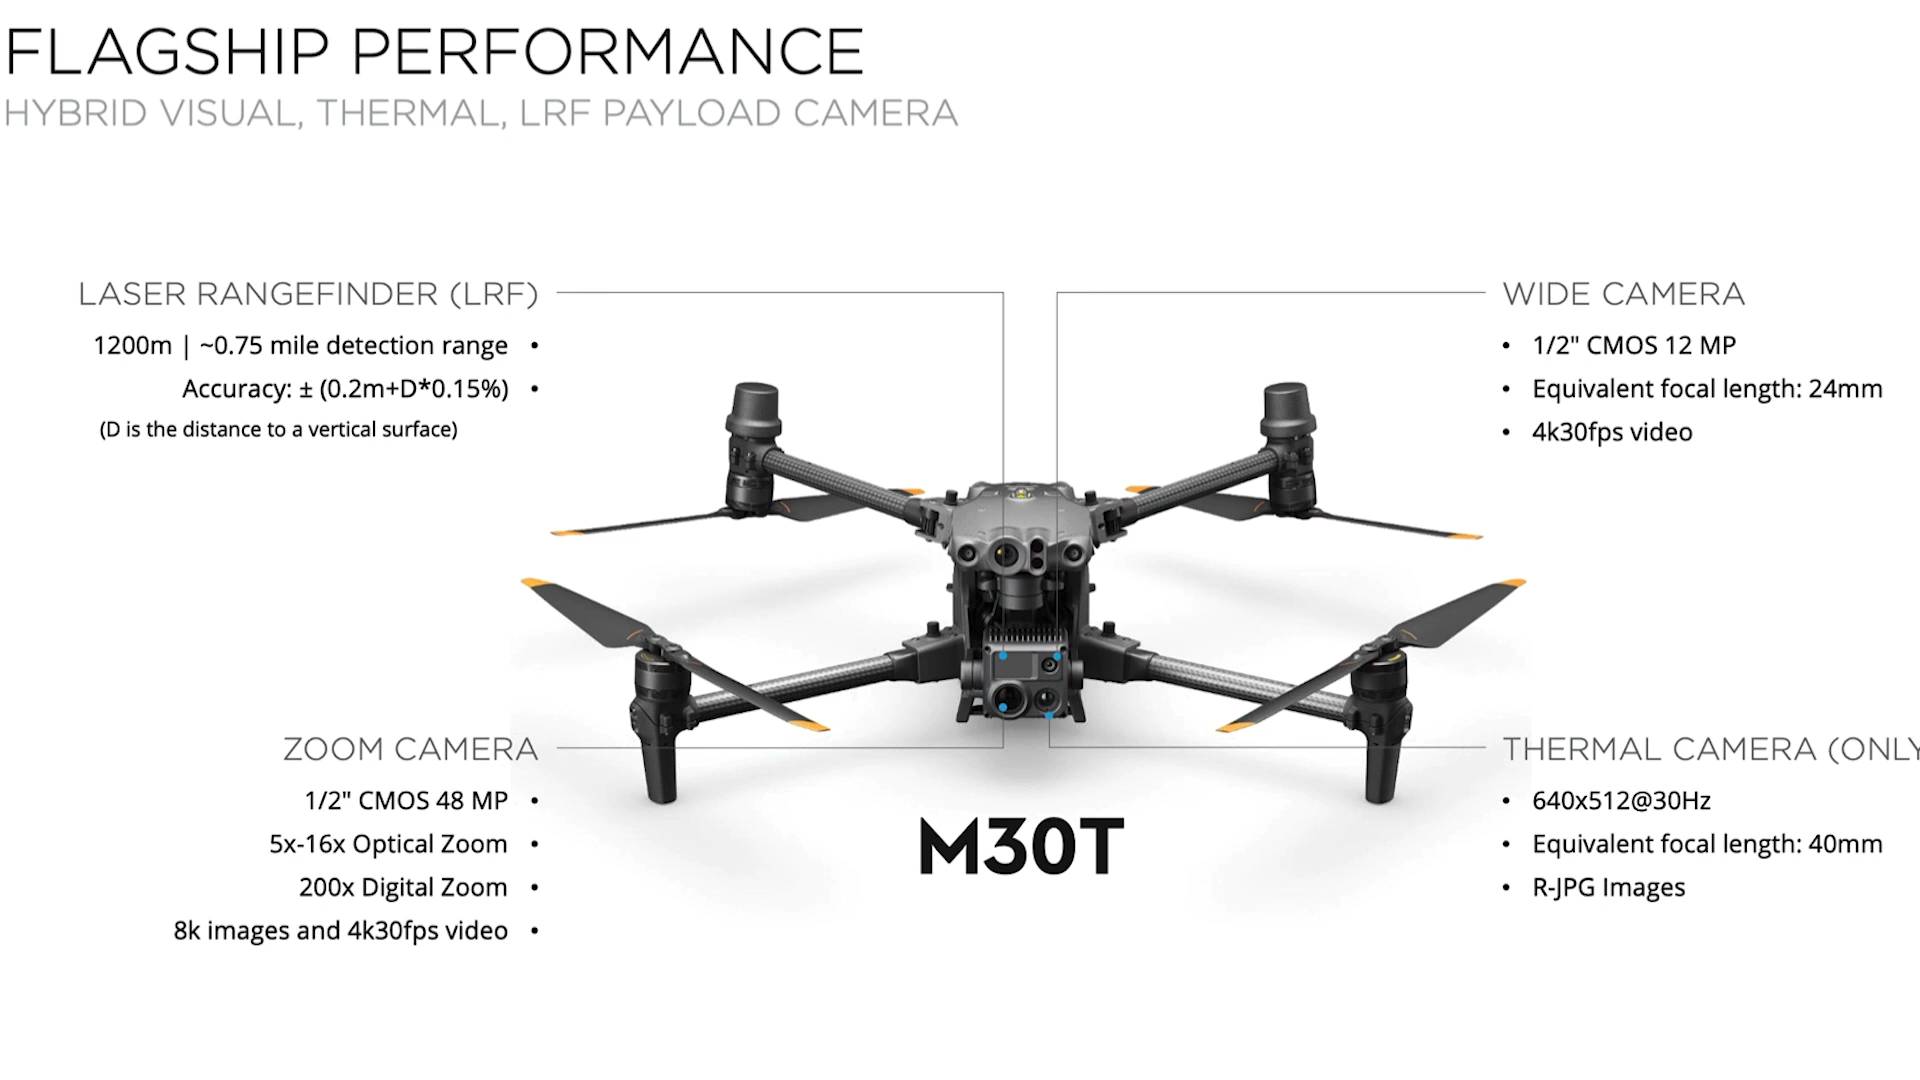 FLAGSHIP PERFORMANCE
HYBRID VISUAL, THERMAL, LRF PAYLOAD CAMERA
LASER RANGEFINDER (LRF)
1200m | ~0.75 mile detection range •
Accuracy: ± (0.2m+D*0.15%) •
(D is the distance to a vertical surface)
WIDE CAMERA
• 1/2" CMOS 12 MP
• Equivalent focal length: 24mm
• 4k30fps video
ZOOM CAMERA
1/2" CMOS 48 MP •
5x-16x Optical Zoom •
200x Digital Zoom •
8k images and 4k30fps video •
M30T
THERMAL CAMERA (ONLY
• 640x512@30Hz
• Equivalent focal length: 40mm
• R-JPG Images